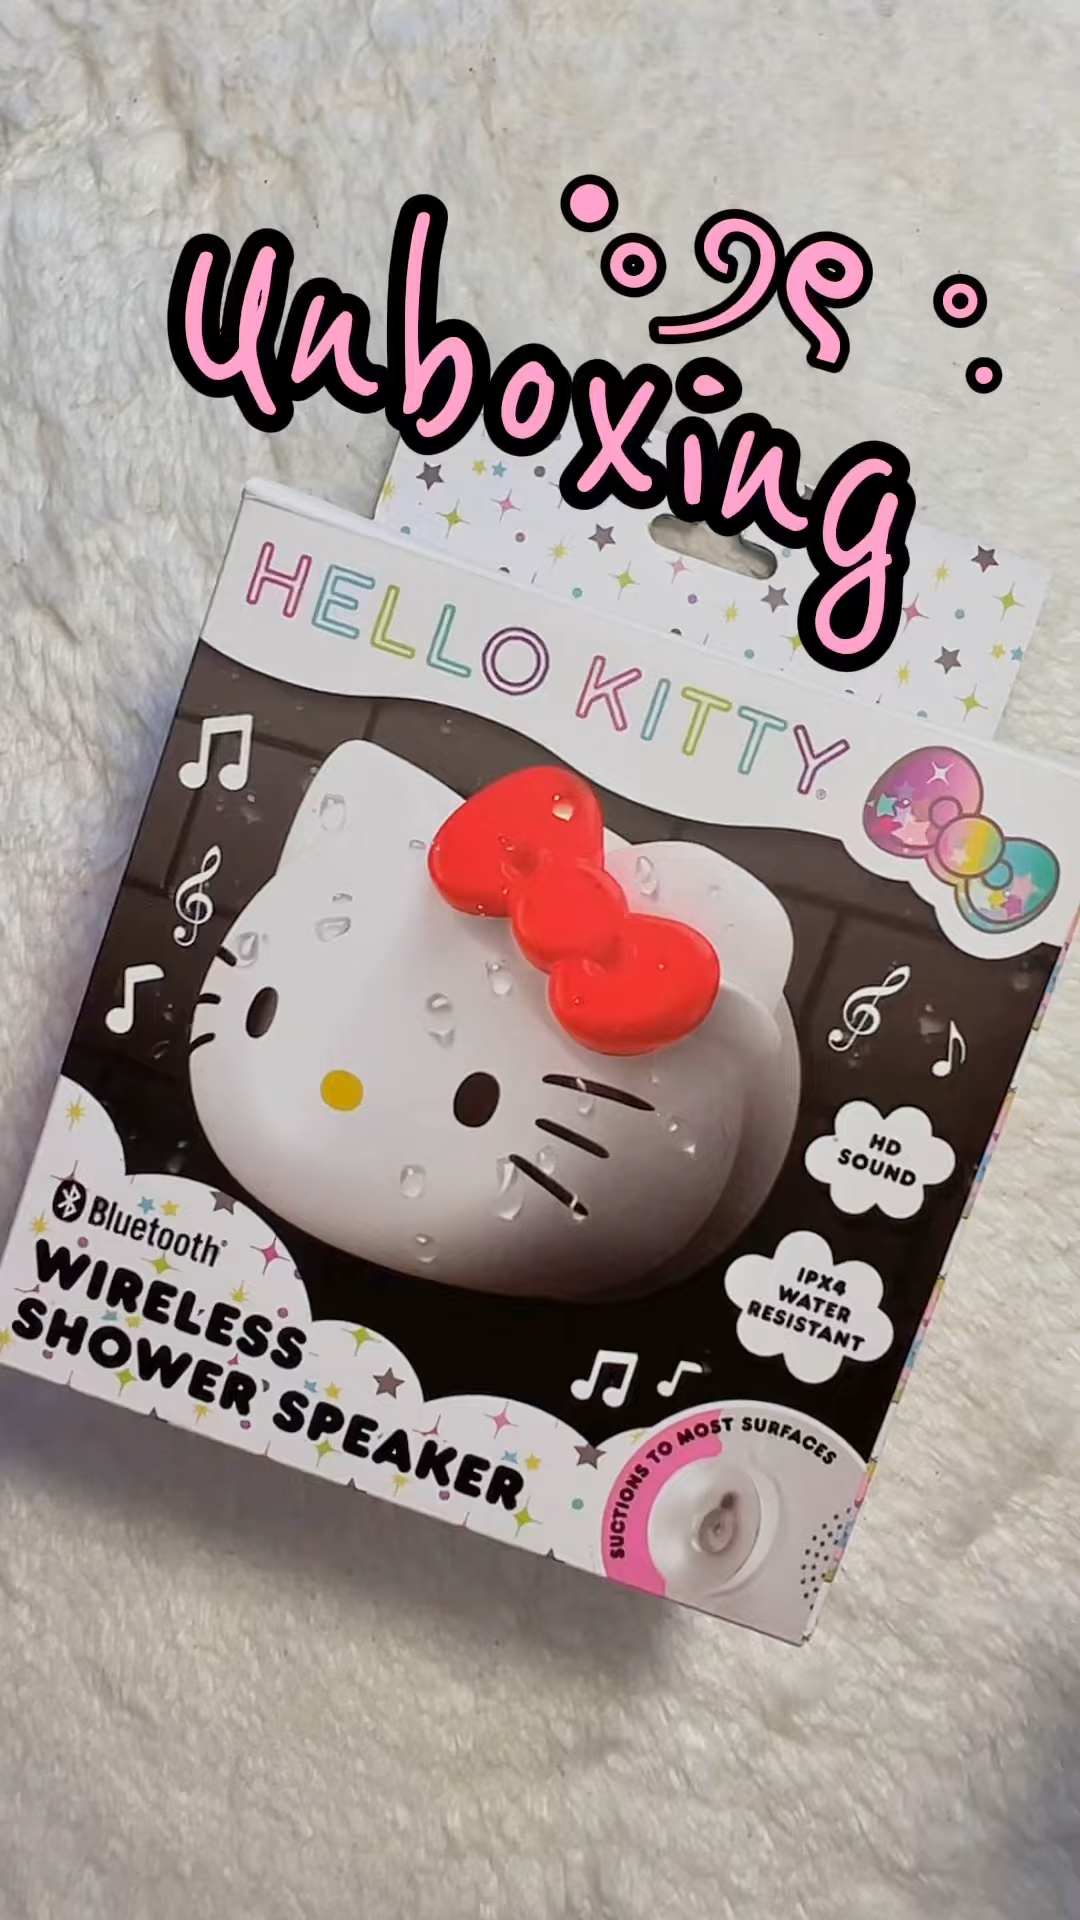 Unboxing
HELLO KITTY®
HD
SOUND
IPX4
WATER
RESISTANT
Bluetooth®
WIRELESS
SHOWER SPEAKER
SUCTIONS TO MOST SURFACES